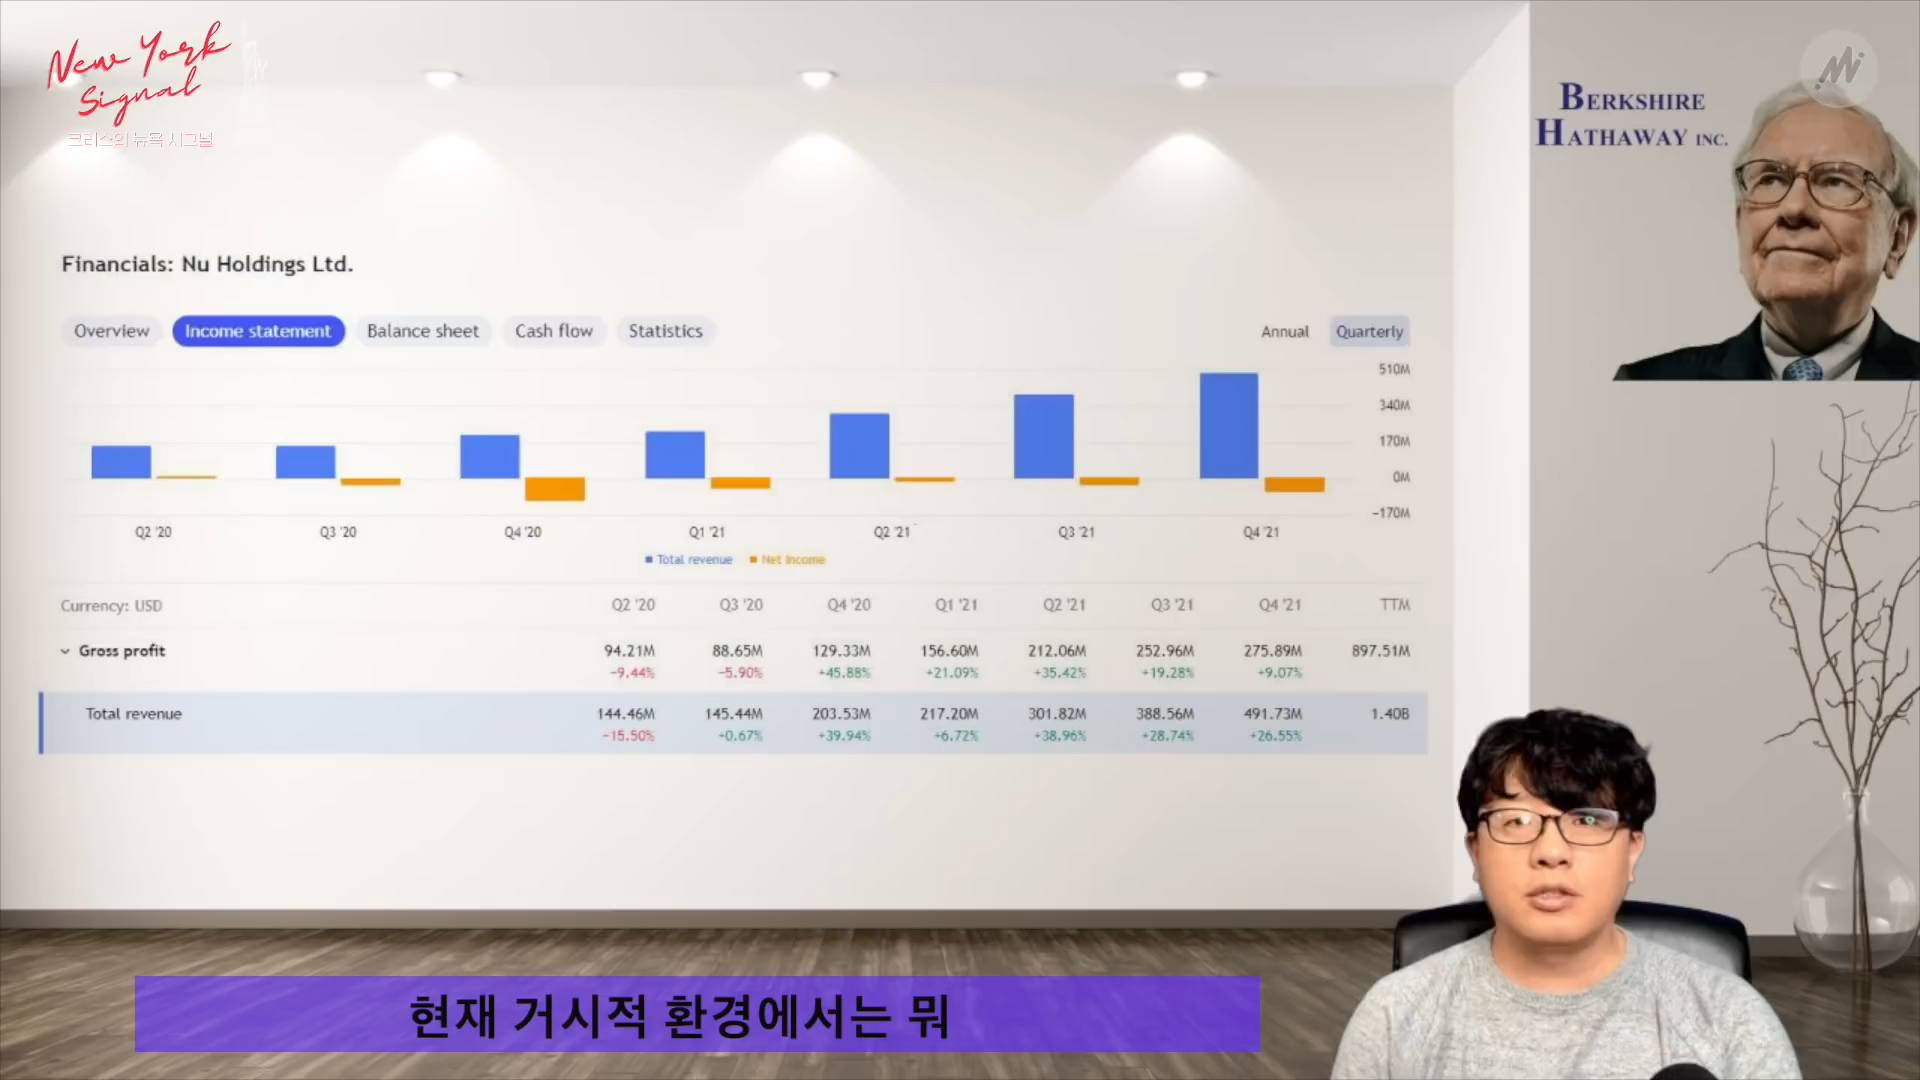 New York
Signal
크리스의 뉴욕 시그널
BERKSHIRE
HATHAWAY INC.
Financials: Nu Holdings Ltd.
Overview Income statement Balance sheet Cash flow Statistics Annual Quarterly
510M
340M
170M
0M
−170M
Q2 '20 Q3 '20 Q4 '20 Q1 '21 Q2 '21 Q3 '21 Q4 '21
Total revenue Net Income
Currency: USD Q2 '20 Q3 '20 Q4 '20 Q1 '21 Q2 '21 Q3 '21 Q4 '21 TTM
Gross profit 94.21M 88.65M 129.33M 156.60M 212.06M 252.96M 275.89M 897.51M
−9.44% −5.90% +45.88% +21.09% +35.42% +19.28% +9.07%
Total revenue 144.46M 145.44M 203.53M 217.20M 301.82M 388.56M 491.73M 1.40B
−15.50% +0.67% +39.94% +6.72% +38.96% +28.74% +26.55%
현재 거시적 환경에서는 뭐